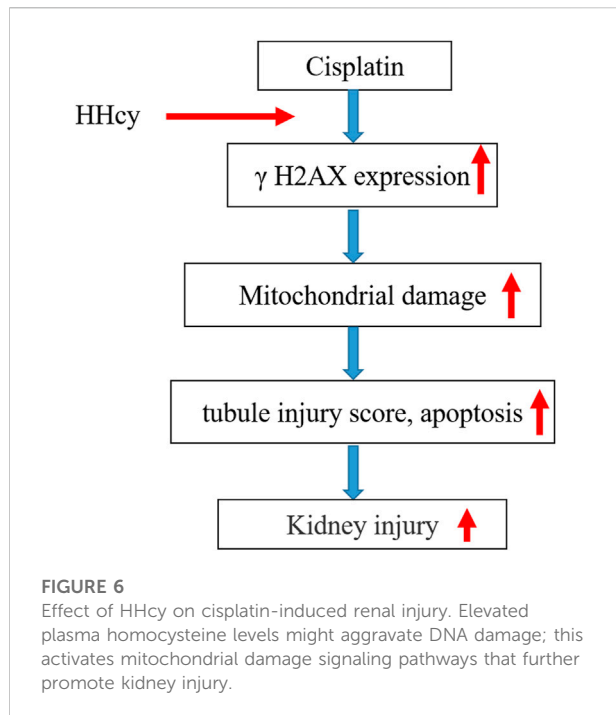 Cisplatin
HHcy
γ H2AX expression
Mitochondrial damage
tubule injury score, apoptosis
Kidney injury
FIGURE 6
Effect of HHcy on cisplatin-induced renal injury. Elevated
plasma homocysteine levels might aggravate DNA damage; this
activates mitochondrial damage signaling pathways that further
promote kidney injury.